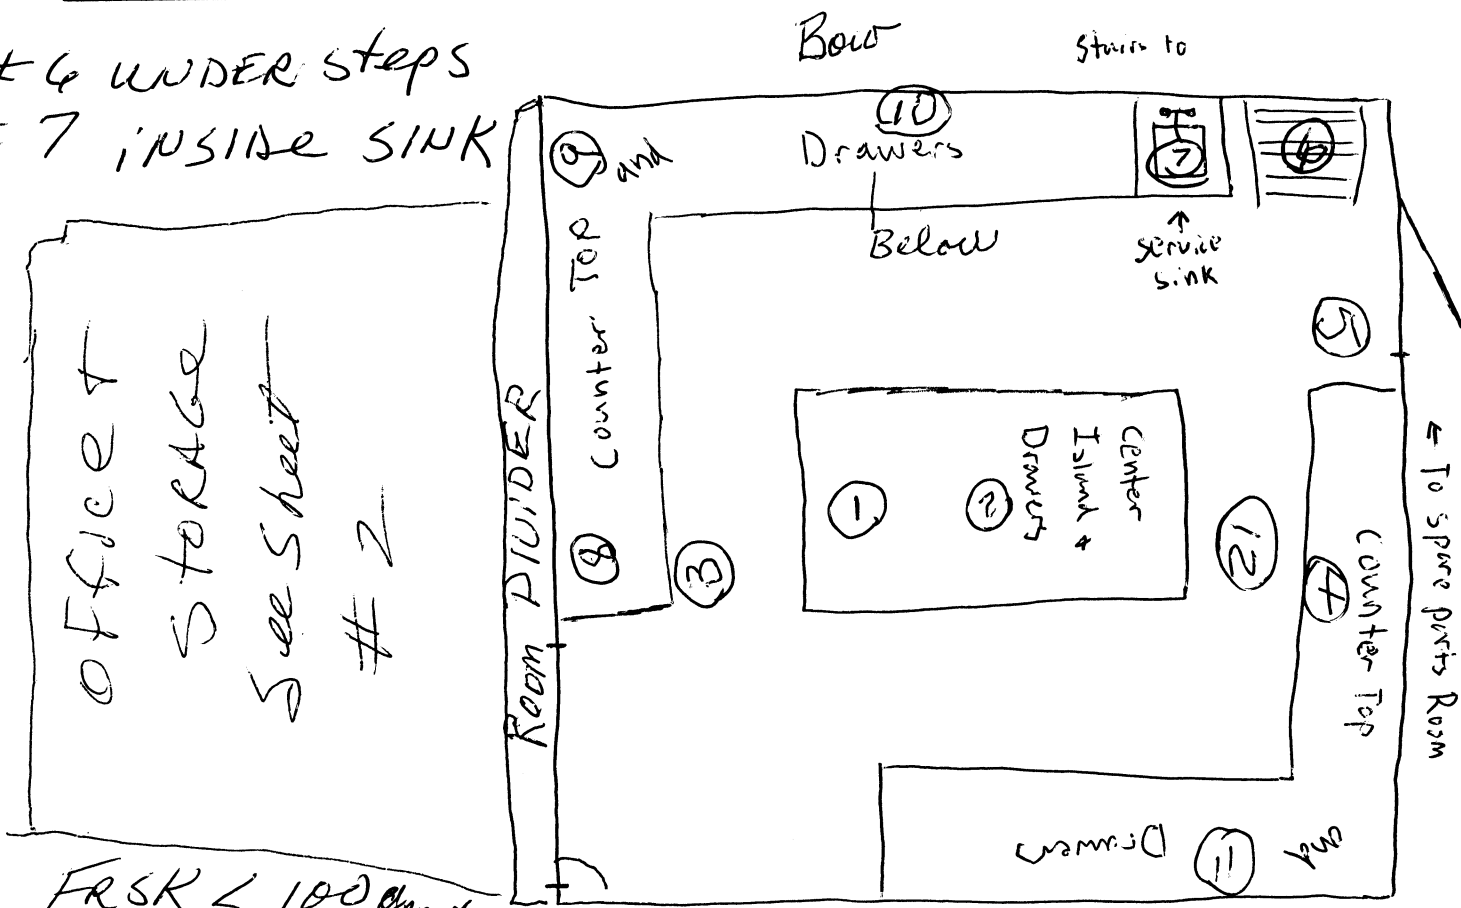 # 6 UNDER steps
# 7 iNSIDe SINK
Bow
Stairs to
10
Drawers
Below
9
and
Counter Top
8
7
↑
Service
sink
6
5
ROOM DIVIDER
office +
STORAGe
See Sheet
# 2
3
1
2
Center
Island &
Drawers
12
4
Counter Top
← To spare parts Room
and
11
Drawers
FRSK < 100